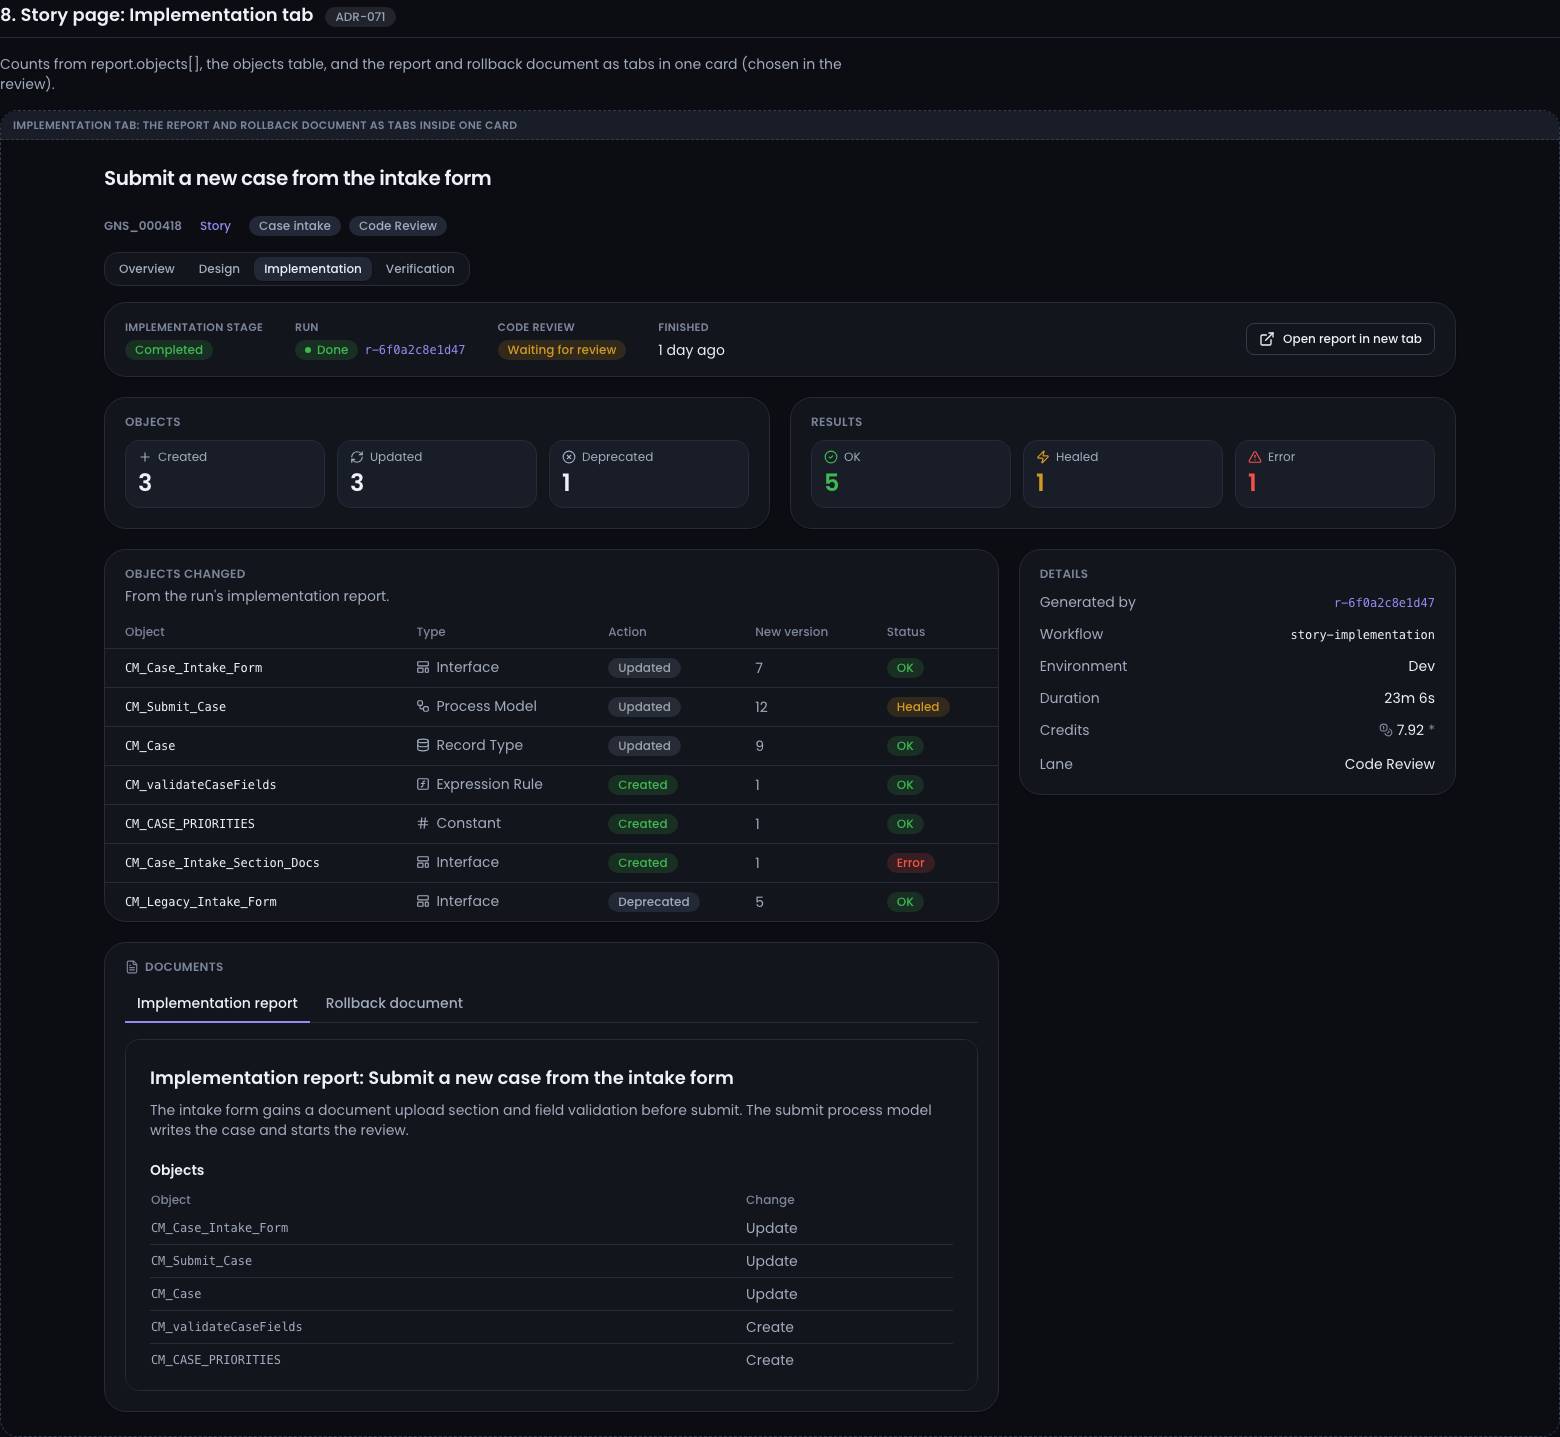 8. Story page: Implementation tab ADR-071
Counts from report.objects[], the objects table, and the report and rollback document as tabs in one card (chosen in the
review).
IMPLEMENTATION TAB: THE REPORT AND ROLLBACK DOCUMENT AS TABS INSIDE ONE CARD
Submit a new case from the intake form
GNS_000418 Story Case intake Code Review
Overview Design Implementation Verification
IMPLEMENTATION STAGE RUN CODE REVIEW FINISHED
Completed Done r-6f0a2c8e1d47 Waiting for review 1 day ago Open report in new tab
OBJECTS
Created Updated Deprecated
3 3 1
RESULTS
OK Healed Error
5 1 1
OBJECTS CHANGED
From the run's implementation report.
Object Type Action New version Status
CM_Case_Intake_Form Interface Updated 7 OK
CM_Submit_Case Process Model Updated 12 Healed
CM_Case Record Type Updated 9 OK
CM_validateCaseFields Expression Rule Created 1 OK
CM_CASE_PRIORITIES Constant Created 1 OK
CM_Case_Intake_Section_Docs Interface Created 1 Error
CM_Legacy_Intake_Form Interface Deprecated 5 OK
DETAILS
Generated by r-6f0a2c8e1d47
Workflow story-implementation
Environment Dev
Duration 23m 6s
Credits 7.92 *
Lane Code Review
DOCUMENTS
Implementation report Rollback document
Implementation report: Submit a new case from the intake form
The intake form gains a document upload section and field validation before submit. The submit process model
writes the case and starts the review.
Objects
Object Change
CM_Case_Intake_Form Update
CM_Submit_Case Update
CM_Case Update
CM_validateCaseFields Create
CM_CASE_PRIORITIES Create